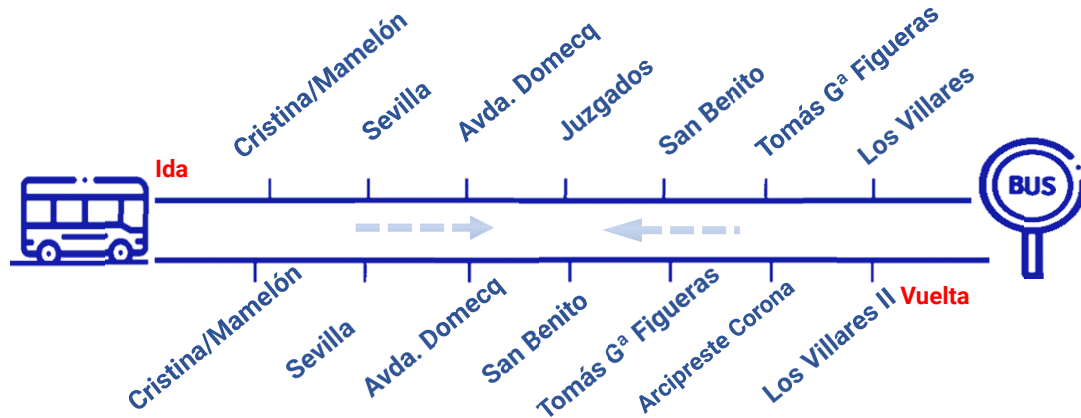 Ida
Cristina/Mamelón
Sevilla
Avda. Domecq
Juzgados
San Benito
Tomás Gª Figueras
Los Villares
BUS
Cristina/Mamelón
Sevilla
Avda. Domecq
San Benito
Tomás Gª Figueras
Arcipreste Corona
Los Villares II
Vuelta